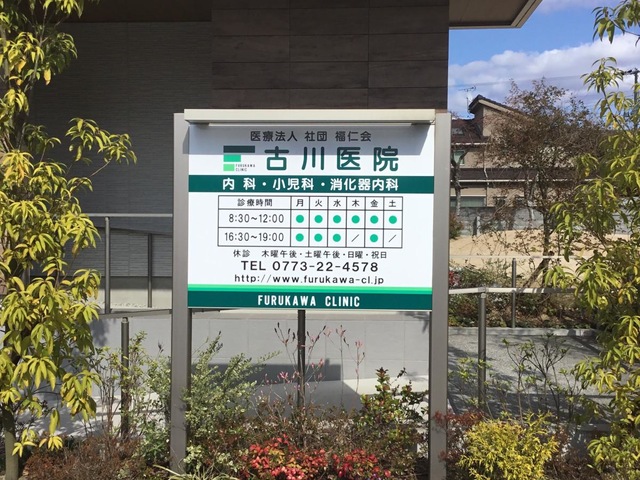 医療法人 社団 福仁会
FURUKAWA CLINIC
古川医院
内科・小児科・消化器内科
診療時間 月 火 水 木 金 土
8:30~12:00 ● ● ● ● ● ●
16:30~19:00 ● ● ● / ● /
休診 木曜午後・土曜午後・日曜・祝日
TEL 0773-22-4578
http://www.furukawa-cl.jp
FURUKAWA CLINIC